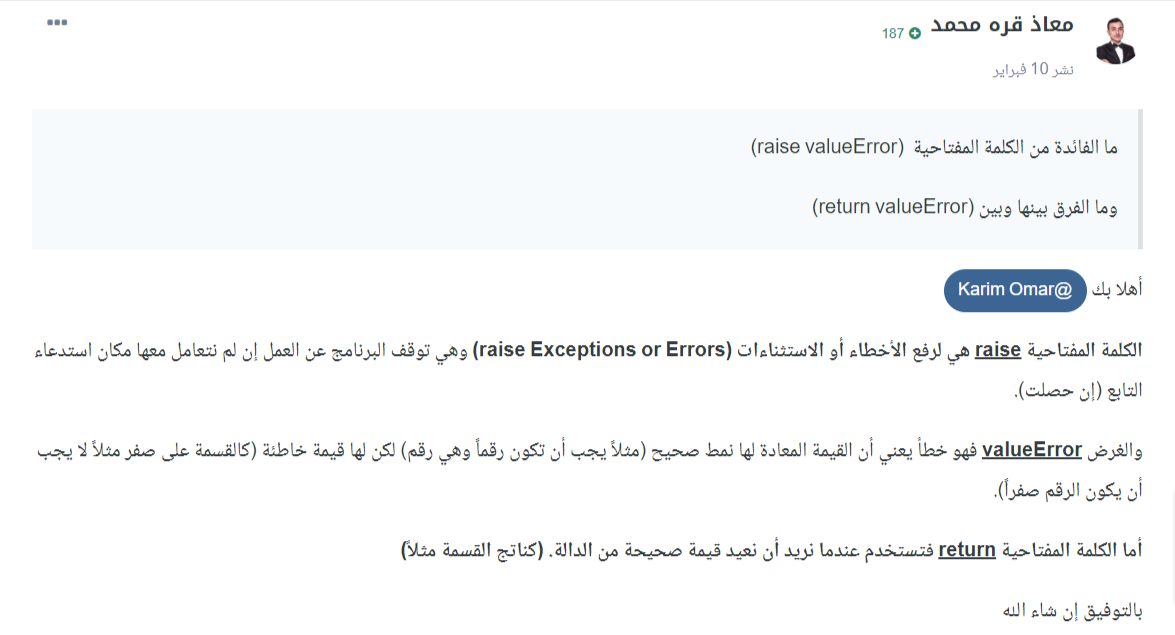 معاذ قره محمد
187
نشر 10 فبراير
ما الفائدة من الكلمة المفتاحية (raise valueError)
وما الفرق بينها وبين (return valueError)
أهلا بك @Karim Omar
الكلمة المفتاحية raise هي لرفع الأخطاء أو الاستثناءات (raise Exceptions or Errors) وهي توقف البرنامج عن العمل إن لم نتعامل معها مكان استدعاء
التابع (إن حصلت).
والغرض valueError فهو خطأ يعني أن القيمة المعادة لها نمط صحيح (مثلاً يجب أن تكون رقماً وهي رقم) لكن لها قيمة خاطئة (كالقسمة على صفر مثلاً لا يجب
أن يكون الرقم صفراً).
أما الكلمة المفتاحية return فتستخدم عندما نريد أن نعيد قيمة صحيحة من الدالة. (كناتج القسمة مثلاً)
بالتوفيق إن شاء الله